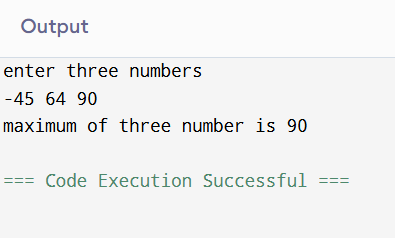 Output
enter three numbers
-45 64 90
maximum of three number is 90
=== Code Execution Successful ===